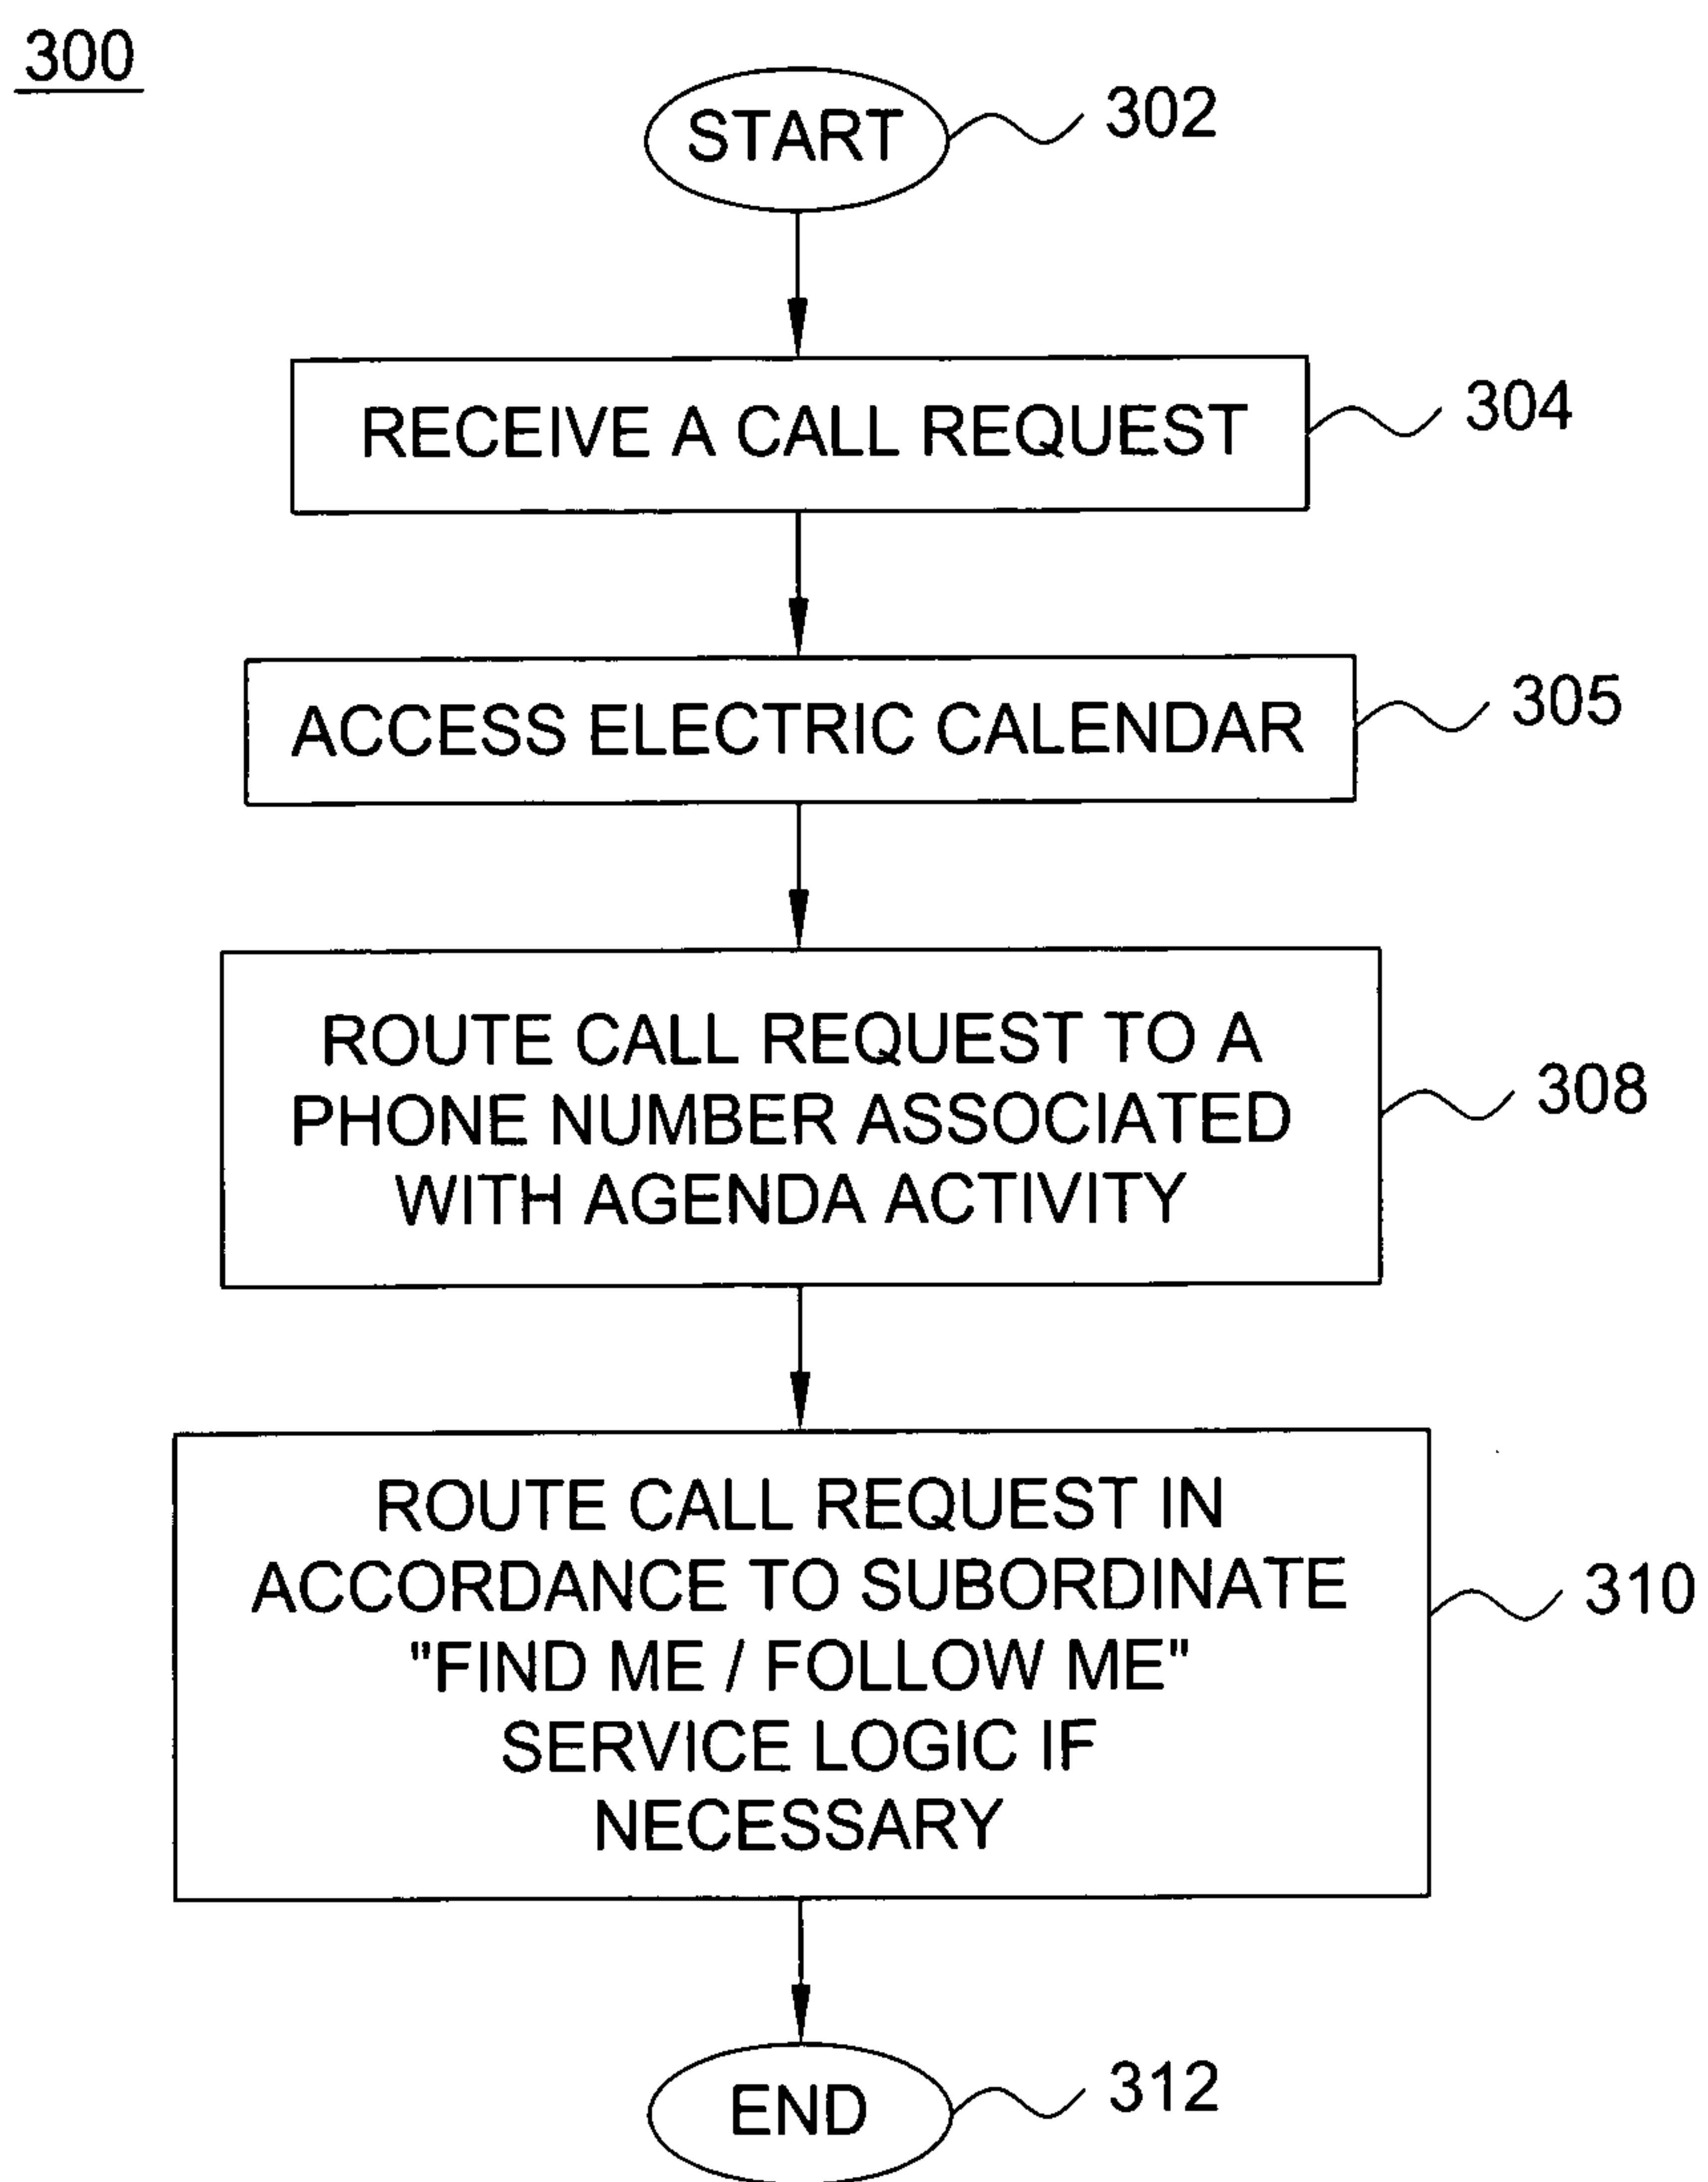 300
START
302
RECEIVE A CALL REQUEST
304
ACCESS ELECTRIC CALENDAR
305
ROUTE CALL REQUEST TO A
PHONE NUMBER ASSOCIATED
WITH AGENDA ACTIVITY
308
ROUTE CALL REQUEST IN
ACCORDANCE TO SUBORDINATE
"FIND ME / FOLLOW ME"
SERVICE LOGIC IF
NECESSARY
310
END
312